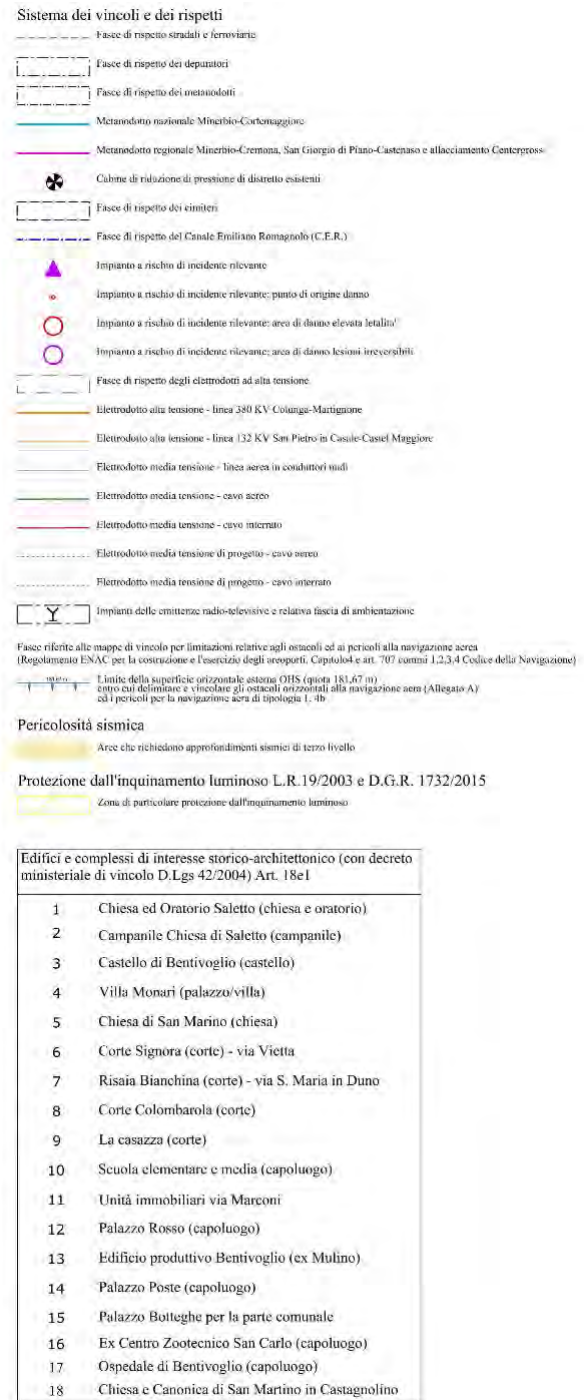 Sistema dei vincoli e dei rispetti
Fasce di rispetto stradali e ferroviarie
Fasce di rispetto dei depuratori
Fasce di rispetto dei metanodotti
Metanodotto nazionale Minerbio-Cortemaggiore
Metanodotto regionale Minerbio-Cremona, San Giorgio di Piano-Castenaso e allacciamento Centergross
Cabine di riduzione di pressione di distretto esistenti
Fasce di rispetto dei cimiteri
Fasce di rispetto del Canale Emiliano Romagnolo (C.E.R.)
Impianto a rischio di incidente rilevante
Impianto a rischio di incidente rilevante: punto di origine danno
Impianto a rischio di incidente rilevante: area di danno elevata letalita'
Impianto a rischio di incidente rilevante: area di danno lesioni irreversibili
Fasce di rispetto degli elettrodotti ad alta tensione
Elettrodotto alta tensione - linea 380 KV Colunga-Martignone
Elettrodotto alta tensione - linea 132 KV San Pietro in Casale-Castel Maggiore
Elettrodotto media tensione - linea aerea in conduttori nudi
Elettrodotto media tensione - cavo aereo
Elettrodotto media tensione - cavo interrato
Elettrodotto media tensione di progetto - cavo aereo
Elettrodotto media tensione di progetto - cavo interrato
Impianti delle emittenze radio-televisive e relativa fascia di ambientazione
Fasce riferite alle mappe di vincolo per limitazioni relative agli ostacoli ed ai pericoli alla navigazione aerea
(Regolamento ENAC per la costruzione e l'esercizio degli areoporti. Capitolo4 e art. 707 commi 1,2,3,4 Codice della Navigazione)
Limite della superficie orizzontale esterna OHS (quota 181,67 m)
entro cui delimitare e vincolare gli ostacoli orizzontali alla navigazione aera (Allegato A)
ed i pericoli per la navigazione aera di tipologia 1, 4b
Pericolosità sismica
Aree che richiedono approfondimenti sismici di terzo livello
Protezione dall'inquinamento luminoso L.R.19/2003 e D.G.R. 1732/2015
Zona di particolare protezione dall'inquinamento luminoso
Edifici e complessi di interesse storico-architettonico (con decreto
ministeriale di vincolo D.Lgs 42/2004) Art. 18e1
1 Chiesa ed Oratorio Saletto (chiesa e oratorio)
2 Campanile Chiesa di Saletto (campanile)
3 Castello di Bentivoglio (castello)
4 Villa Monari (palazzo/villa)
5 Chiesa di San Marino (chiesa)
6 Corte Signora (corte) - via Vietta
7 Risaia Bianchina (corte) - via S. Maria in Duno
8 Corte Colombarola (corte)
9 La casazza (corte)
10 Scuola elementare e media (capoluogo)
11 Unità immobiliari via Marconi
12 Palazzo Rosso (capoluogo)
13 Edificio produttivo Bentivoglio (ex Mulino)
14 Palazzo Poste (capoluogo)
15 Palazzo Botteghe per la parte comunale
16 Ex Centro Zootecnico San Carlo (capoluogo)
17 Ospedale di Bentivoglio (capoluogo)
18 Chiesa e Canonica di San Martino in Castagnolino